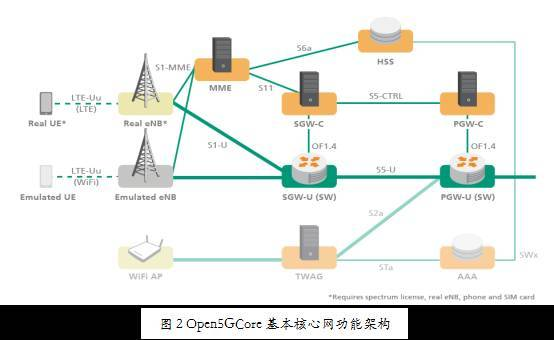 S6a
HSS
S1-MME
MME
S11
LTE-Uu
(LTE)
Real UE*
Real eNB*
S5-CTRL
SGW-C
PGW-C
S1-U
OF1.4
OF1.4
LTE-Uu
(WiFi)
Emulated UE
Emulated eNB
S5-U
SGW-U (SW)
PGW-U (SW)
S2a
WiFi AP
TWAG
STa
AAA
SWx
*Requires spectrum license, real eNB, phone and SIM card
图 2 Open5GCore 基本核心网功能架构